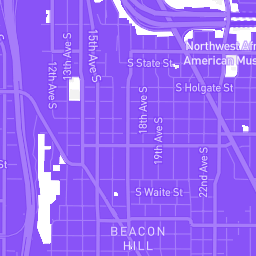 Northwest Afri
American Mus
S State St
S Holgate St
12th Ave S
13th Ave S
15th Ave S
18th Ave S
19th Ave S
22nd Ave S
S Waite St
St
BEACON
HILL